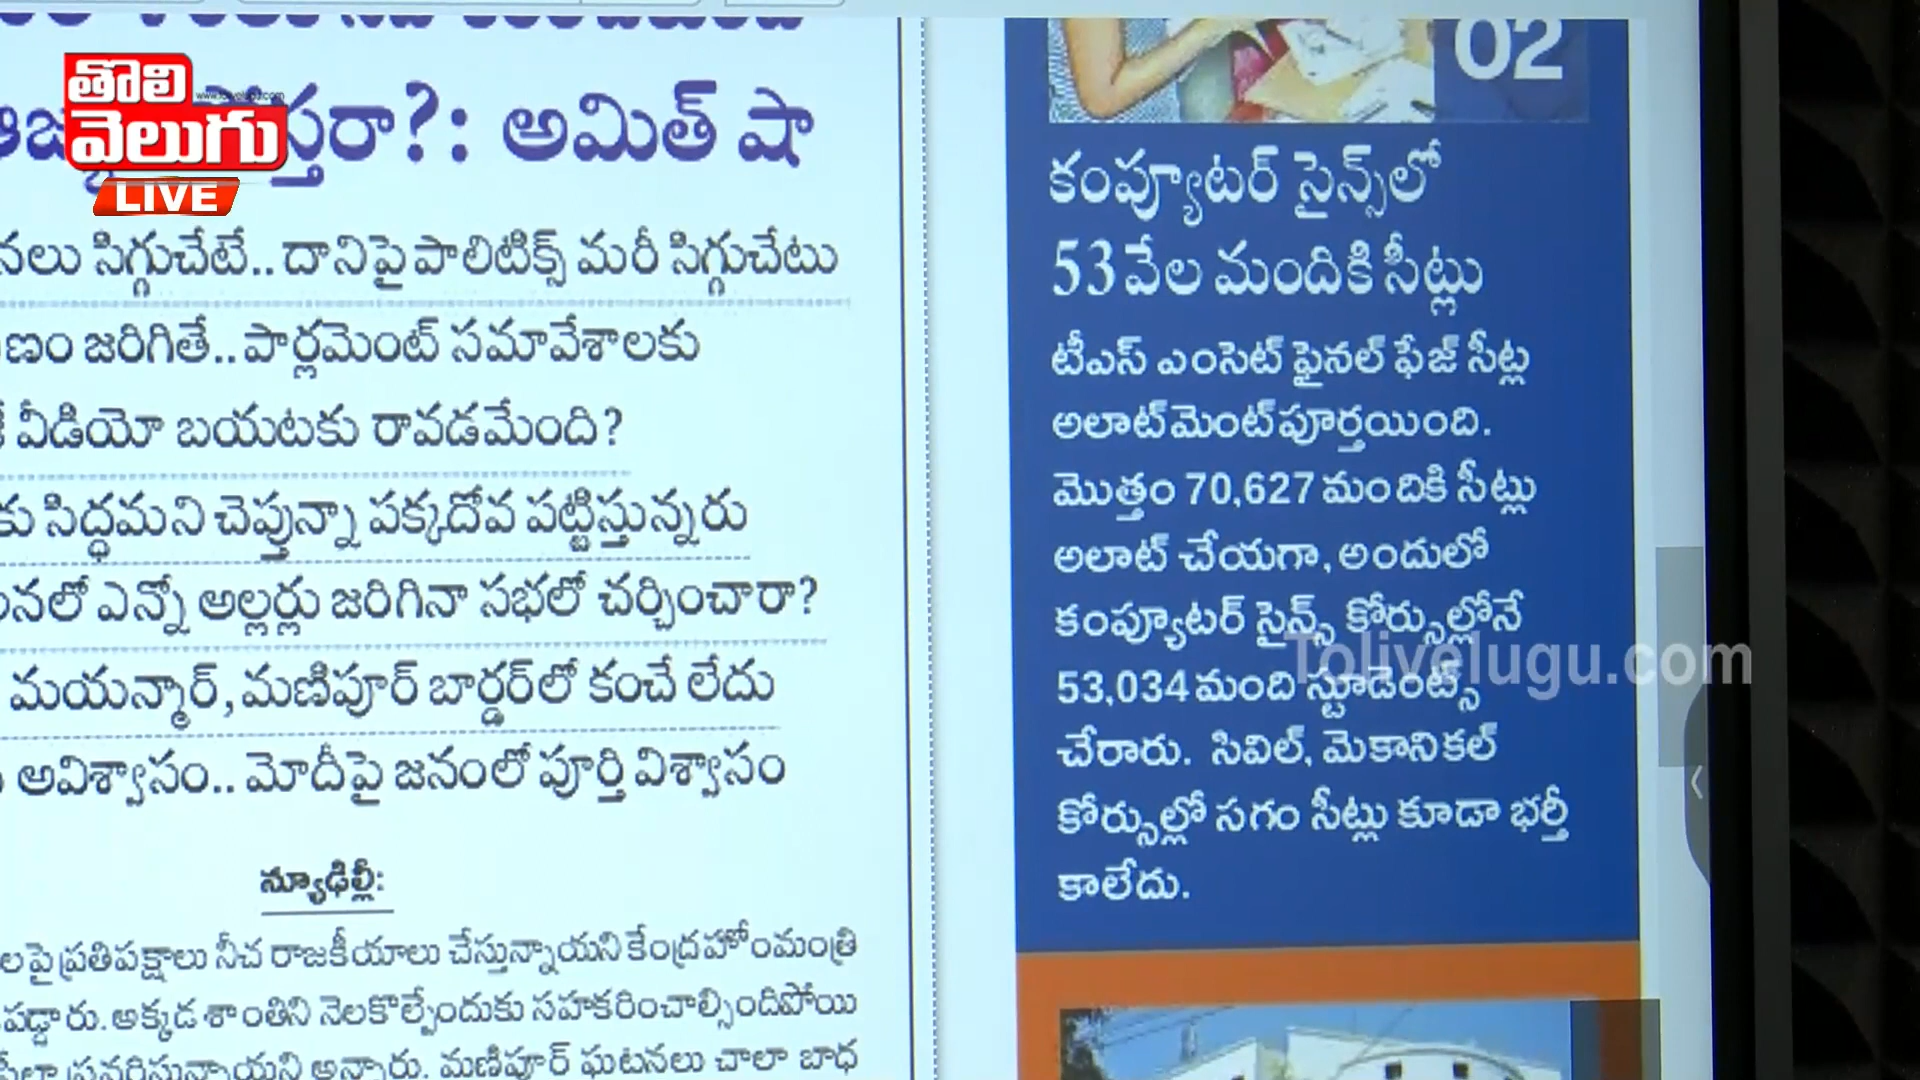 తొలి
వెలుగు
LIVE
స్తరా?: అమిత్ షా
సిగ్గుచేటే.. దానిపై పాలిటిక్స్ మరీ సిగ్గుచేటు
జరిగితే.. పార్లమెంట్ సమావేశాలకు
వీడియో బయటకు రావడమేంది?
సిద్ధమని చెప్తున్నా పక్కదోవ పట్టిస్తున్నరు
ఎన్నో అల్లర్లు జరిగినా సభలో చర్చించారా?
మయన్మార్, మణిపూర్ బార్డర్‌లో కంచే లేదు
అవిశ్వాసం.. మోదీపై జనంలో పూర్తి విశ్వాసం
న్యూఢిల్లీ:
లపై ప్రతిపక్షాలు నీచ రాజకీయాలు చేస్తున్నాయని కేంద్ర హోంమంత్రి
పడ్డారు. అక్కడ శాంతిని నెలకొల్పేందుకు సహకరించాల్సిందిపోయి
అన్నారు. మణిపూర్ ఘటనలు చాలా బాధ
02
కంప్యూటర్ సైన్స్‌లో
53 వేల మందికి సీట్లు
టీఎస్ ఎంసెట్ ఫైనల్ ఫేజ్ సీట్ల
అలాట్‌మెంట్ పూర్తయింది.
మొత్తం 70,627 మందికి సీట్లు
అలాట్ చేయగా, అందులో
కంప్యూటర్ సైన్స్ కోర్సుల్లోనే
53,034 మంది స్టూడెంట్స్
చేరారు. సివిల్, మెకానికల్
కోర్సుల్లో సగం సీట్లు కూడా భర్తీ
కాలేదు.
Tolivelugu.com